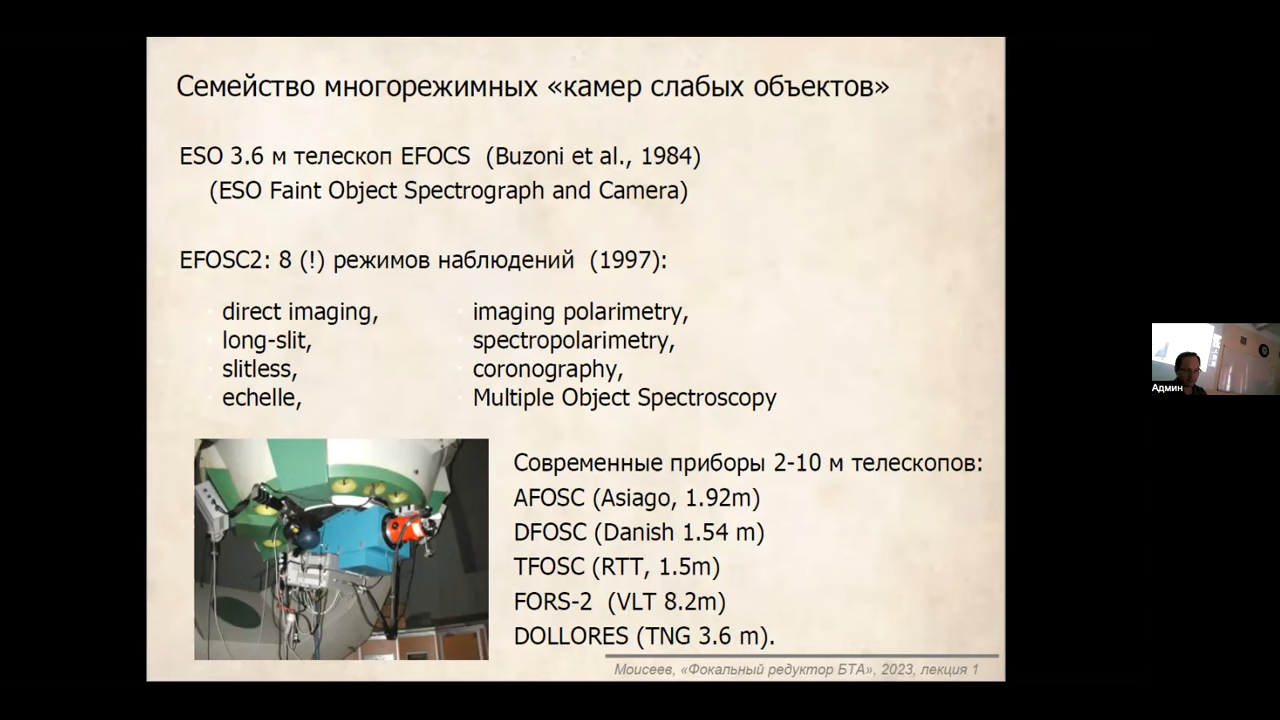 Семейство многорежимных «камер слабых объектов»
ESO 3.6 м телескоп EFOCS (Buzoni et al., 1984)
(ESO Faint Object Spectrograph and Camera)
EFOSC2: 8 (!) режимов наблюдений (1997):
direct imaging,
long-slit,
slitless,
echelle,
imaging polarimetry,
spectropolarimetry,
coronography,
Multiple Object Spectroscopy
Современные приборы 2-10 м телескопов:
AFOSC (Asiago, 1.92m)
DFOSC (Danish 1.54 m)
TFOSC (RTT, 1.5m)
FORS-2 (VLT 8.2m)
DOLLORES (TNG 3.6 m).
Моисеев, «Фокальный редуктор БТА», 2023, лекция 1
Админ